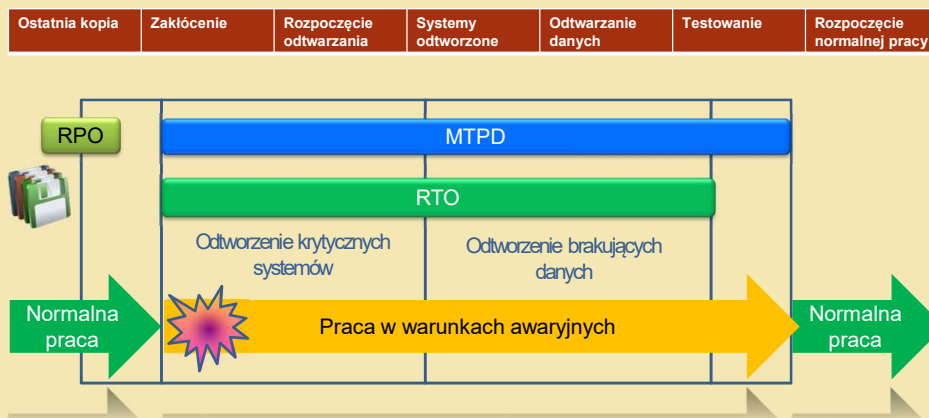 Ostatnia kopia
Zakłócenie
Rozpoczęcie
odtwarzania
Systemy
odtworzone
Odtwarzanie
danych
Testowanie
Rozpoczęcie
normalnej pracy
RPO
MTPD
RTO
Odtworzenie krytycznych
systemów
Odtworzenie brakujących
danych
Normalna
praca
Praca w warunkach awaryjnych
Normalna
praca